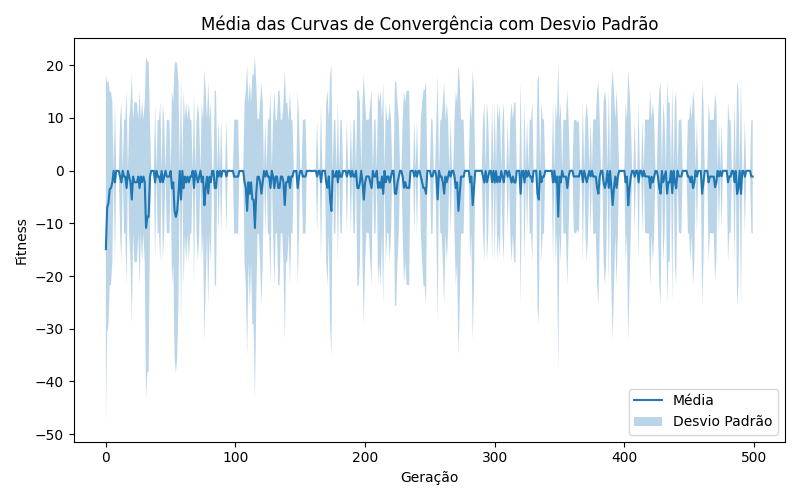 Média das Curvas de Convergência com Desvio Padrão
Fitness
20
10
0
−10
−20
−30
−40
−50
0 100 200 300 400 500
Geração
Média
Desvio Padrão